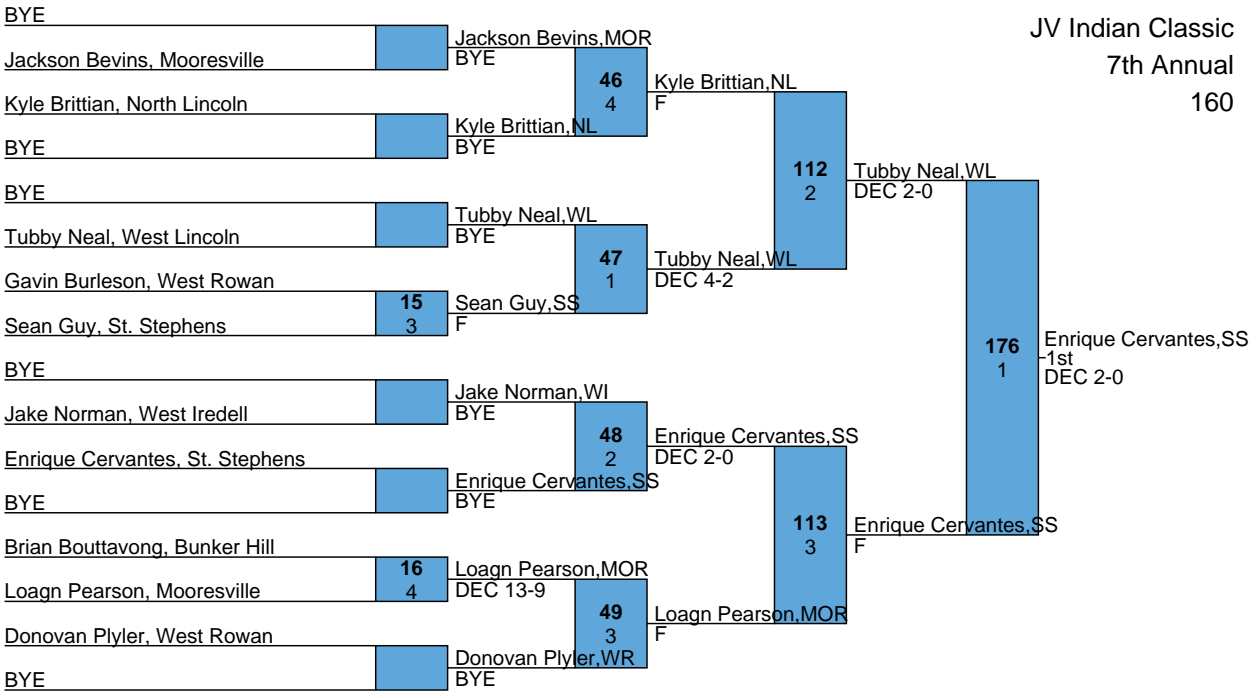 JV Indian Classic
7th Annual
160
BYE
Jackson Bevins, Mooresville
Kyle Brittian, North Lincoln
BYE
BYE
Tubby Neal, West Lincoln
Gavin Burleson, West Rowan
Sean Guy, St. Stephens
BYE
Jake Norman, West Iredell
Enrique Cervantes, St. Stephens
BYE
Brian Bouttavong, Bunker Hill
Loagn Pearson, Mooresville
Donovan Plyler, West Rowan
BYE
15
3
16
4
Jackson Bevins,MOR
BYE
Kyle Brittian,NL
BYE
Tubby Neal,WL
BYE
Sean Guy,SS
F
Jake Norman,WI
BYE
Enrique Cervantes,SS
BYE
Loagn Pearson,MOR
DEC 13-9
Donovan Plyler,WR
BYE
46
4
47
1
48
2
49
3
Kyle Brittian,NL
F
Tubby Neal,WL
DEC 4-2
Enrique Cervantes,SS
DEC 2-0
Loagn Pearson,MOR
F
112
2
113
3
Tubby Neal,WL
DEC 2-0
Enrique Cervantes,SS
F
176
1
Enrique Cervantes,SS
1st
DEC 2-0